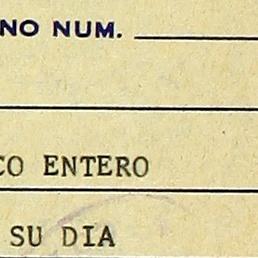 NO NUM.
CO ENTERO
SU DIA